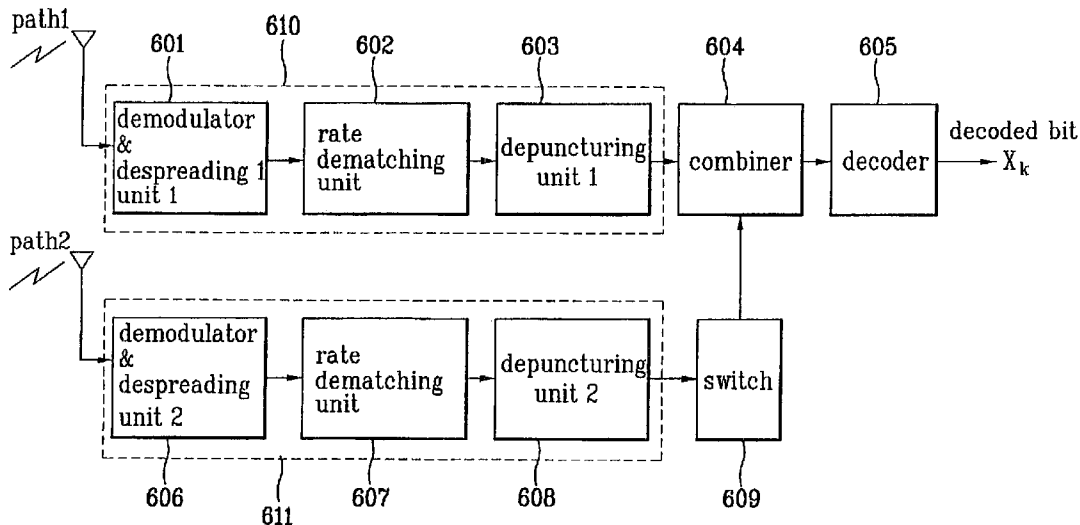 path1
601
610
602
603
604
605
demodulator
&
despreading 1
unit 1
rate
dematching
unit
depuncturing
unit 1
combiner
decoder
decoded bit
Xk
path2
demodulator
&
despreading
unit 2
rate
dematching
unit
depuncturing
unit 2
switch
606
611
607
608
609